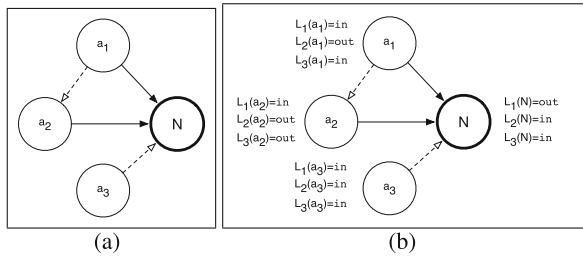 a1
a2
N
a3
(a)
L1(a1)=in
L2(a1)=out
L3(a1)=in
a1
L1(a2)=in
L2(a2)=out
L3(a2)=out
a2
N
L1(N)=out
L2(N)=in
L3(N)=in
L1(a3)=in
L2(a3)=in
L3(a3)=in
a3
(b)